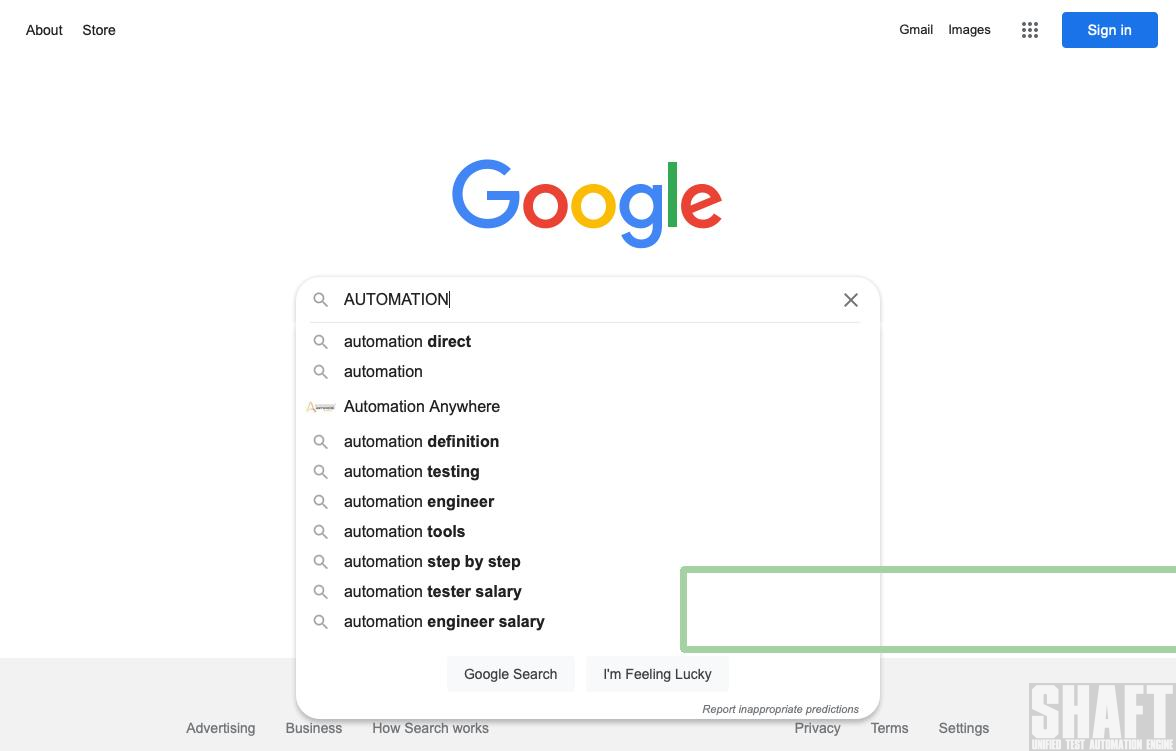 About Store Gmail Images Sign in
Google
AUTOMATION
automation direct
automation
Automation Anywhere
automation definition
automation testing
automation engineer
automation tools
automation step by step
automation tester salary
automation engineer salary
Google Search I'm Feeling Lucky
Report inappropriate predictions
Advertising Business How Search works Privacy Terms Settings
SHAFT
UNIFIED TEST AUTOMATION ENGINE